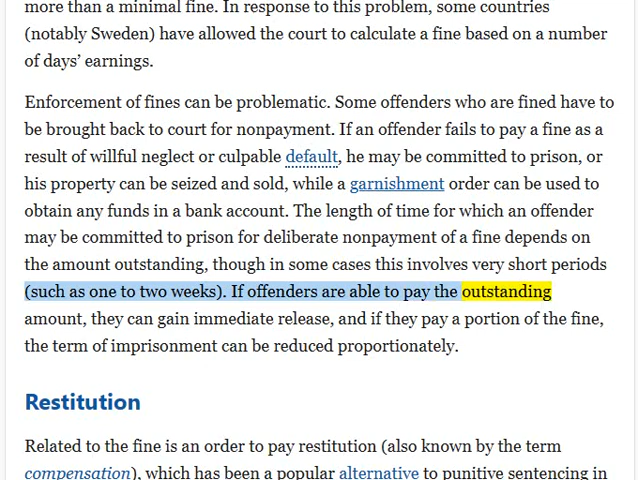 more than a minimal fine. In response to this problem, some countries
(notably Sweden) have allowed the court to calculate a fine based on a number
of days’ earnings.
Enforcement of fines can be problematic. Some offenders who are fined have to
be brought back to court for nonpayment. If an offender fails to pay a fine as a
result of willful neglect or culpable default, he may be committed to prison, or
his property can be seized and sold, while a garnishment order can be used to
obtain any funds in a bank account. The length of time for which an offender
may be committed to prison for deliberate nonpayment of a fine depends on
the amount outstanding, though in some cases this involves very short periods
(such as one to two weeks). If offenders are able to pay the outstanding
amount, they can gain immediate release, and if they pay a portion of the fine,
the term of imprisonment can be reduced proportionately.
Restitution
Related to the fine is an order to pay restitution (also known by the term
compensation), which has been a popular alternative to punitive sentencing in